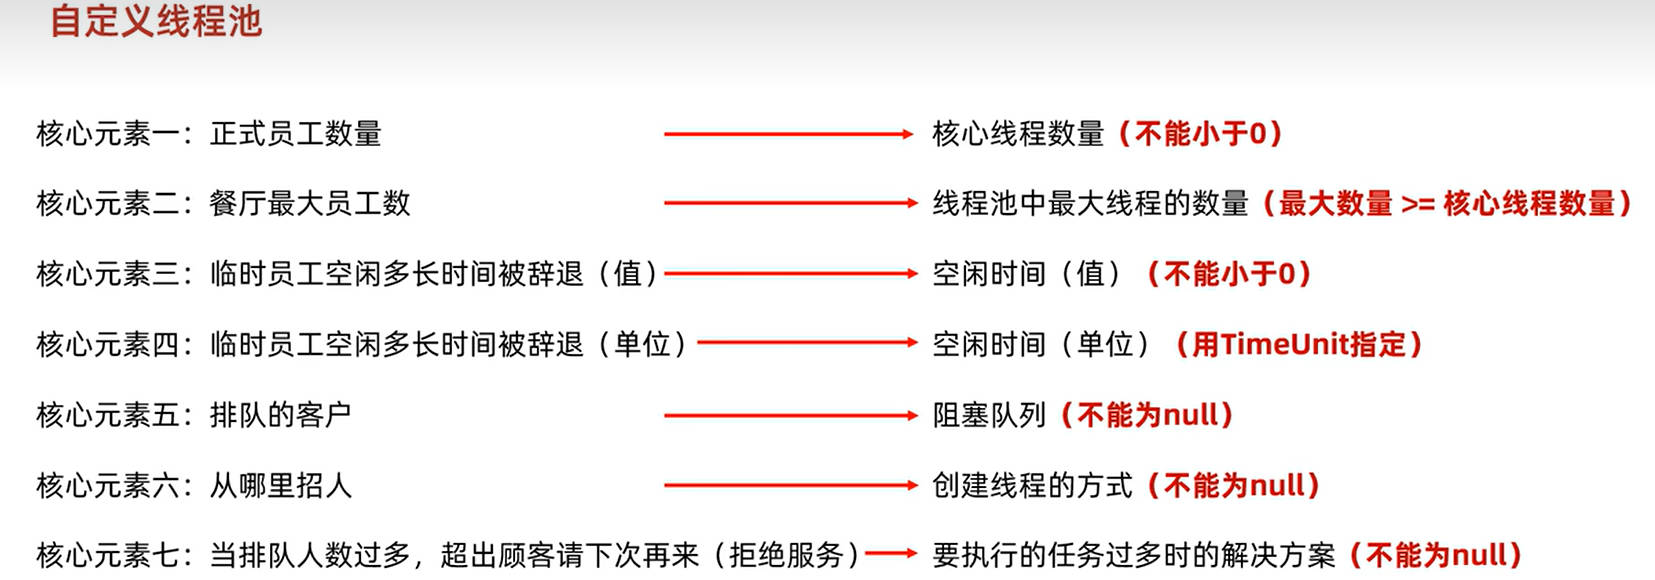 自定义线程池
核心元素一：正式员工数量 核心线程数量（不能小于0）
核心元素二：餐厅最大员工数 线程池中最大线程的数量（最大数量 >= 核心线程数量）
核心元素三：临时员工空闲多长时间被辞退（值） 空闲时间（值）（不能小于0）
核心元素四：临时员工空闲多长时间被辞退（单位） 空闲时间（单位）（用TimeUnit指定）
核心元素五：排队的客户 阻塞队列（不能为null）
核心元素六：从哪里招人 创建线程的方式（不能为null）
核心元素七：当排队人数过多，超出顾客请下次再来（拒绝服务） 要执行的任务过多时的解决方案（不能为null）